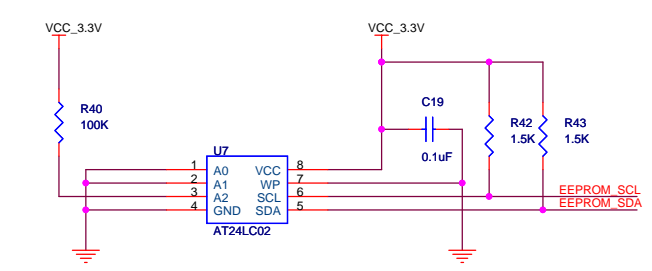 VCC_3.3V
VCC_3.3V
R40
100K
C19
0.1uF
R42
1.5K
R43
1.5K
U7
1 A0 VCC 8
2 A1 WP 7
3 A2 SCL 6
4 GND SDA 5
AT24LC02
EEPROM_SCL
EEPROM_SDA